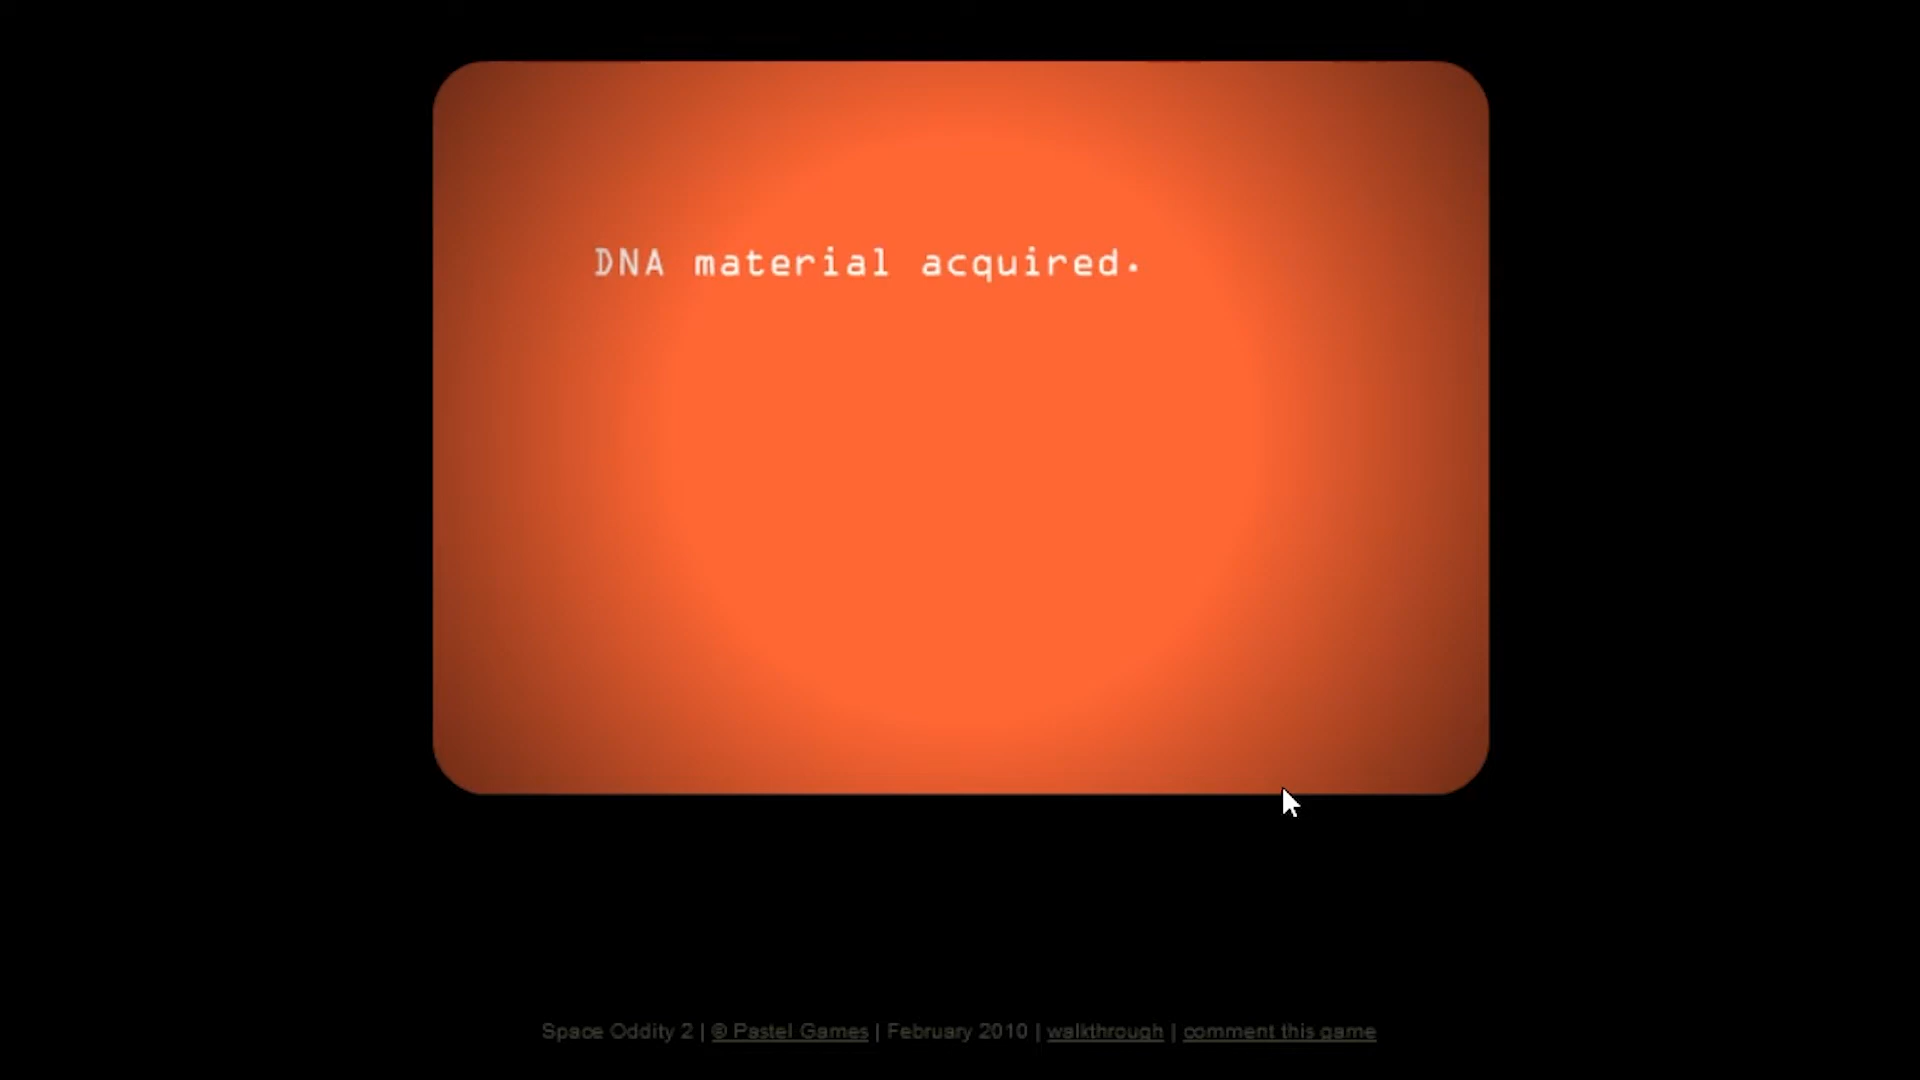 DNA material acquired.
Space Oddity 2 | © Pastel Games | February 2010 | walkthrough | comment this game